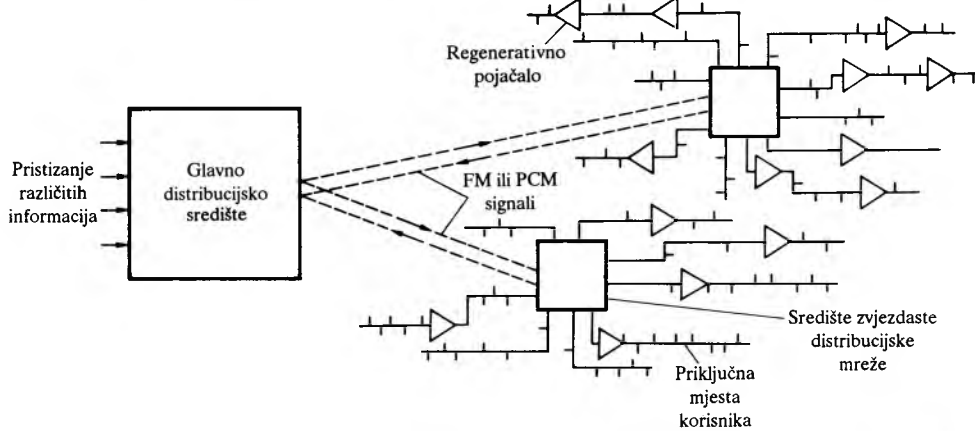 Regenerativno
pojačalo
Pristizanje
različitih
informacija
Glavno
distribucijsko
središte
FM ili PCM
signali
Središte zvjezdaste
distribucijske
mreže
Priključna
mjesta
korisnika